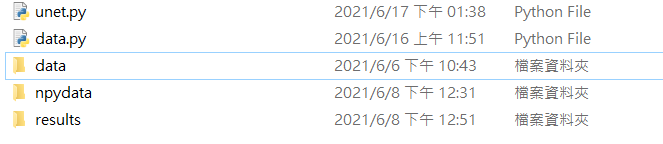 unet.py 2021/6/17 下午 01:38 Python File
data.py 2021/6/16 上午 11:51 Python File
data 2021/6/6 下午 10:43 檔案資料夾
npydata 2021/6/8 下午 12:31 檔案資料夾
results 2021/6/8 下午 12:51 檔案資料夾